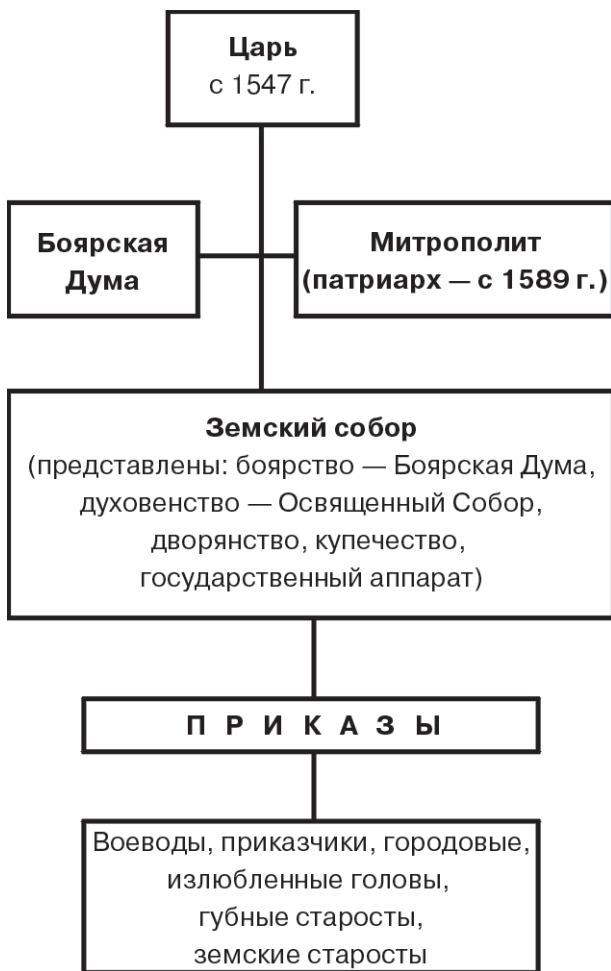 Царь
с 1547 г.
Боярская
Дума
Митрополит
(патриарх — с 1589 г.)
Земский собор
(представлены: боярство — Боярская Дума,
духовенство — Освященный Собор,
дворянство, купечество,
государственный аппарат)
П Р И К А З Ы
Воеводы, приказчики, городовые,
излюбленные головы,
губные старосты,
земские старосты